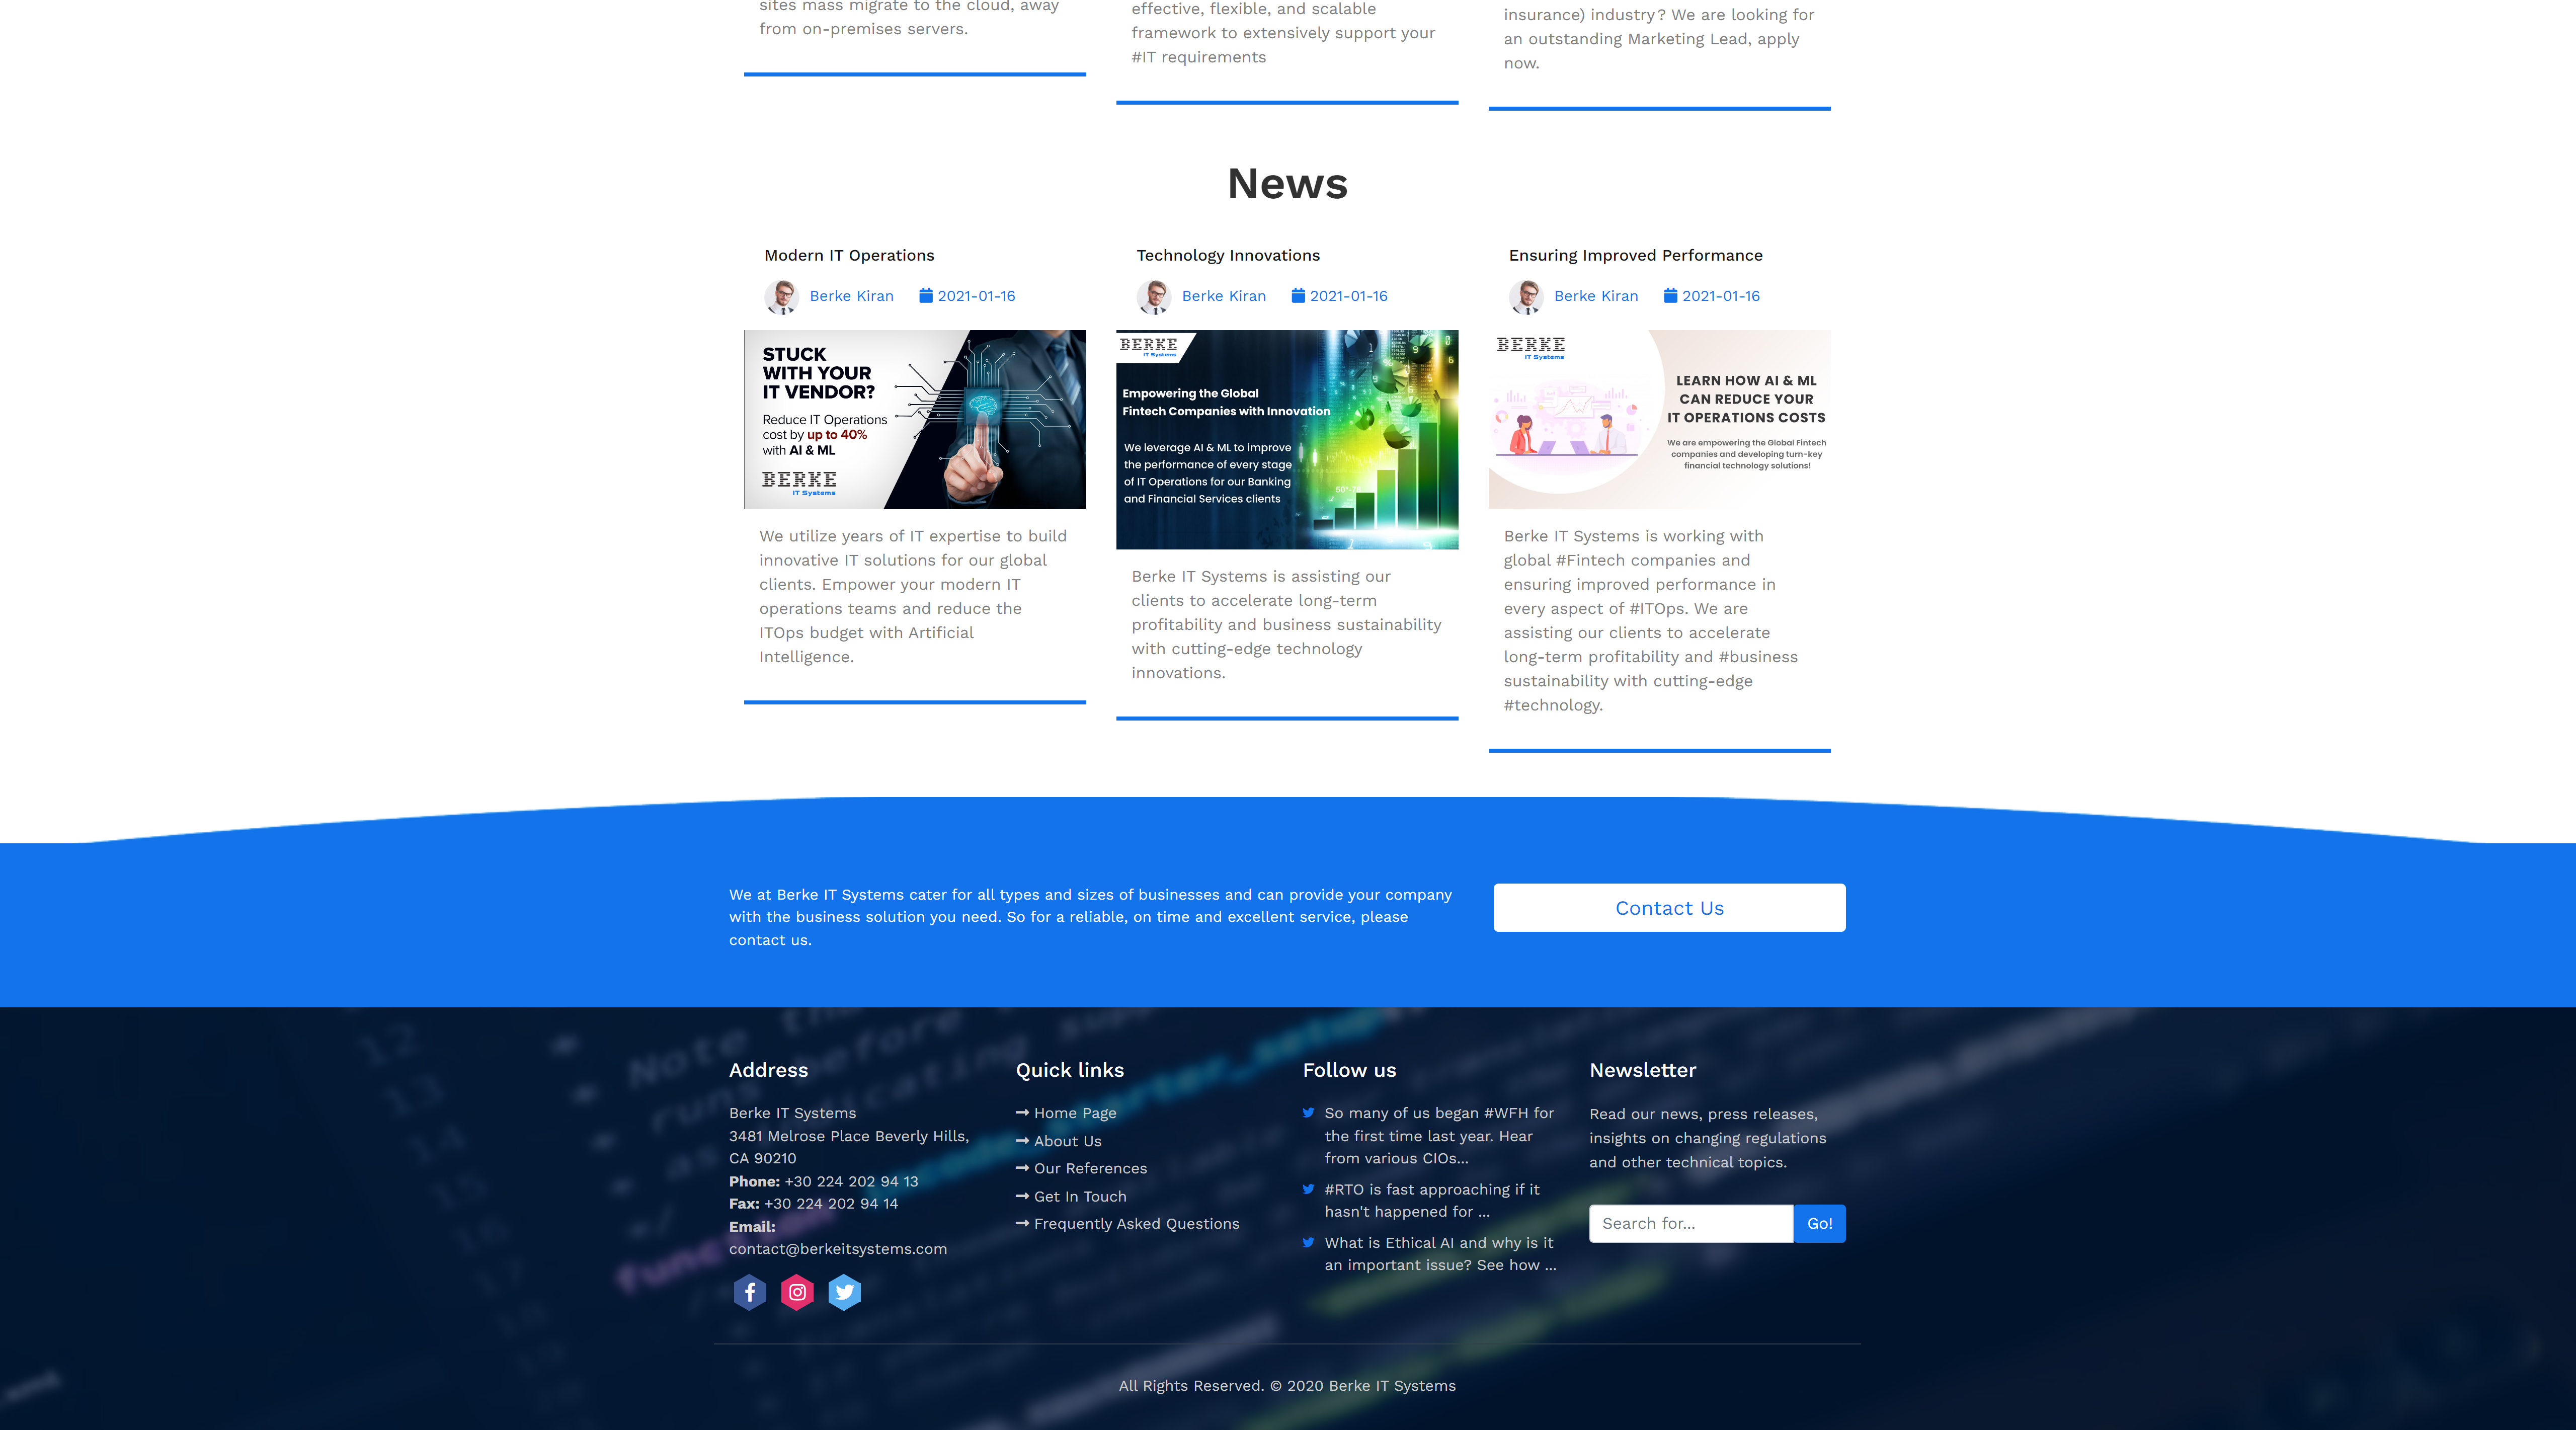 sites mass migrate to the cloud, away
from on-premises servers.
effective, flexible, and scalable
framework to extensively support your
#IT requirements
insurance) industry? We are looking for
an outstanding Marketing Lead, apply
now.
News
Modern IT Operations
Berke Kiran 2021-01-16
STUCK
WITH YOUR
IT VENDOR?
Reduce IT Operations
cost by up to 40%
with AI & ML
BERKE
IT Systems
We utilize years of IT expertise to build
innovative IT solutions for our global
clients. Empower your modern IT
operations teams and reduce the
ITOps budget with Artificial
Intelligence.
Technology Innovations
Berke Kiran 2021-01-16
BERKE
IT Systems
Empowering the Global
Fintech Companies with Innovation
We leverage AI & ML to improve
the performance of every stage
of IT Operations for our Banking
and Financial Services clients
Berke IT Systems is assisting our
clients to accelerate long-term
profitability and business sustainability
with cutting-edge technology
innovations.
Ensuring Improved Performance
Berke Kiran 2021-01-16
BERKE
IT Systems
LEARN HOW AI & ML
CAN REDUCE YOUR
IT OPERATIONS COSTS
We are empowering the Global Fintech
companies and developing turn-key
financial technology solutions!
Berke IT Systems is working with
global #Fintech companies and
ensuring improved performance in
every aspect of #ITOps. We are
assisting our clients to accelerate
long-term profitability and #business
sustainability with cutting-edge
#technology.
We at Berke IT Systems cater for all types and sizes of businesses and can provide your company
with the business solution you need. So for a reliable, on time and excellent service, please
contact us.
Contact Us
Address
Berke IT Systems
3481 Melrose Place Beverly Hills,
CA 90210
Phone: +30 224 202 94 13
Fax: +30 224 202 94 14
Email:
contact@berkeitsystems.com
Quick links
Home Page
About Us
Our References
Get In Touch
Frequently Asked Questions
Follow us
So many of us began #WFH for
the first time last year. Hear
from various CIOs...
#RTO is fast approaching if it
hasn't happened for ...
What is Ethical AI and why is it
an important issue? See how ...
Newsletter
Read our news, press releases,
insights on changing regulations
and other technical topics.
Search for...
Go!
All Rights Reserved. © 2020 Berke IT Systems